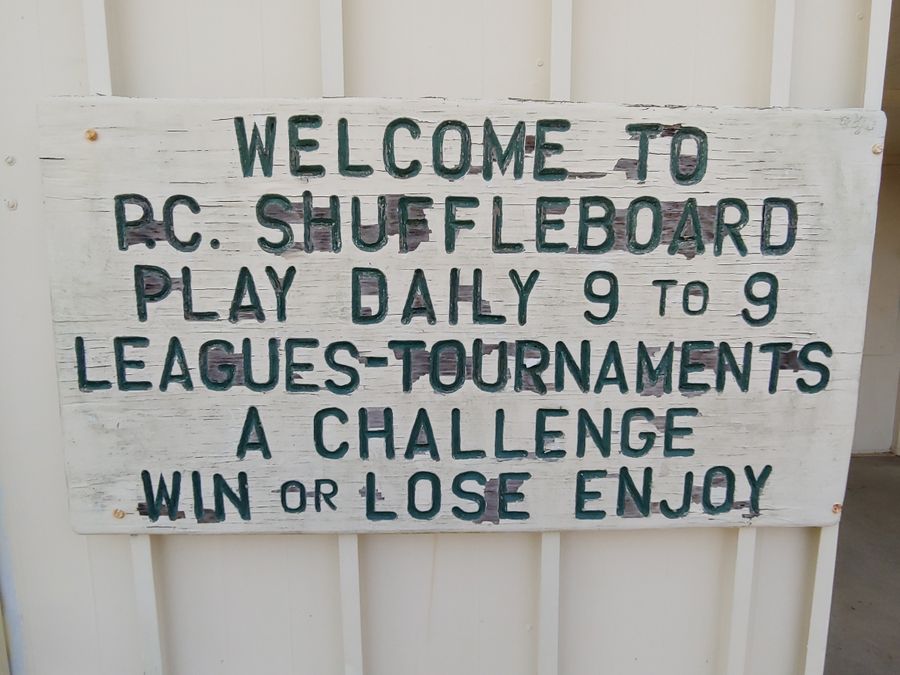 WELCOME TO
P.C. SHUFFLEBOARD
PLAY DAILY 9 TO 9
LEAGUES-TOURNAMENTS
A CHALLENGE
WIN OR LOSE ENJOY